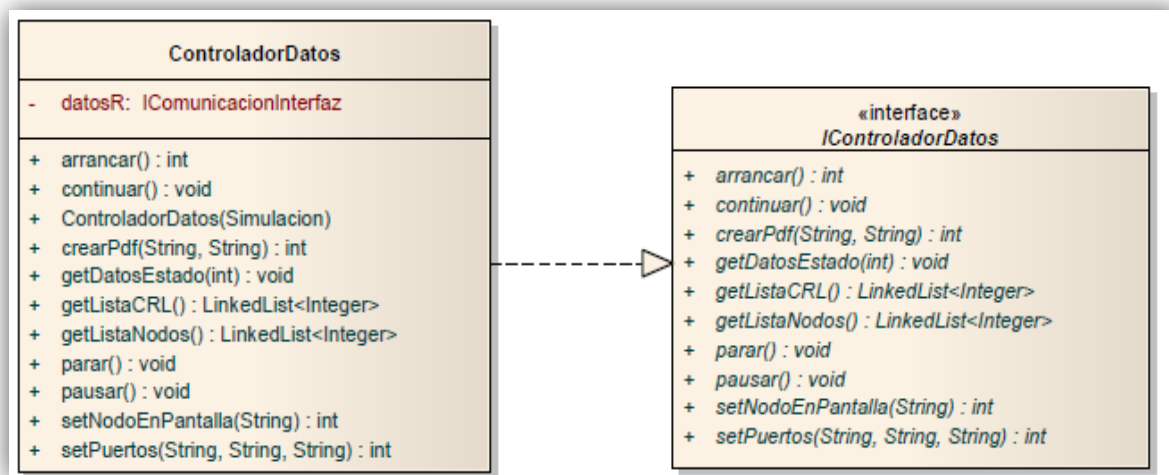 ControladorDatos
- datosR: IComunicacionInterfaz
+ arrancar() : int
+ continuar() : void
+ ControladorDatos(Simulacion)
+ crearPdf(String, String) : int
+ getDatosEstado(int) : void
+ getListaCRL() : LinkedList<Integer>
+ getListaNodos() : LinkedList<Integer>
+ parar() : void
+ pausar() : void
+ setNodoEnPantalla(String) : int
+ setPuertos(String, String, String) : int
«interface»
IControladorDatos
+ arrancar() : int
+ continuar() : void
+ crearPdf(String, String) : int
+ getDatosEstado(int) : void
+ getListaCRL() : LinkedList<Integer>
+ getListaNodos() : LinkedList<Integer>
+ parar() : void
+ pausar() : void
+ setNodoEnPantalla(String) : int
+ setPuertos(String, String, String) : int